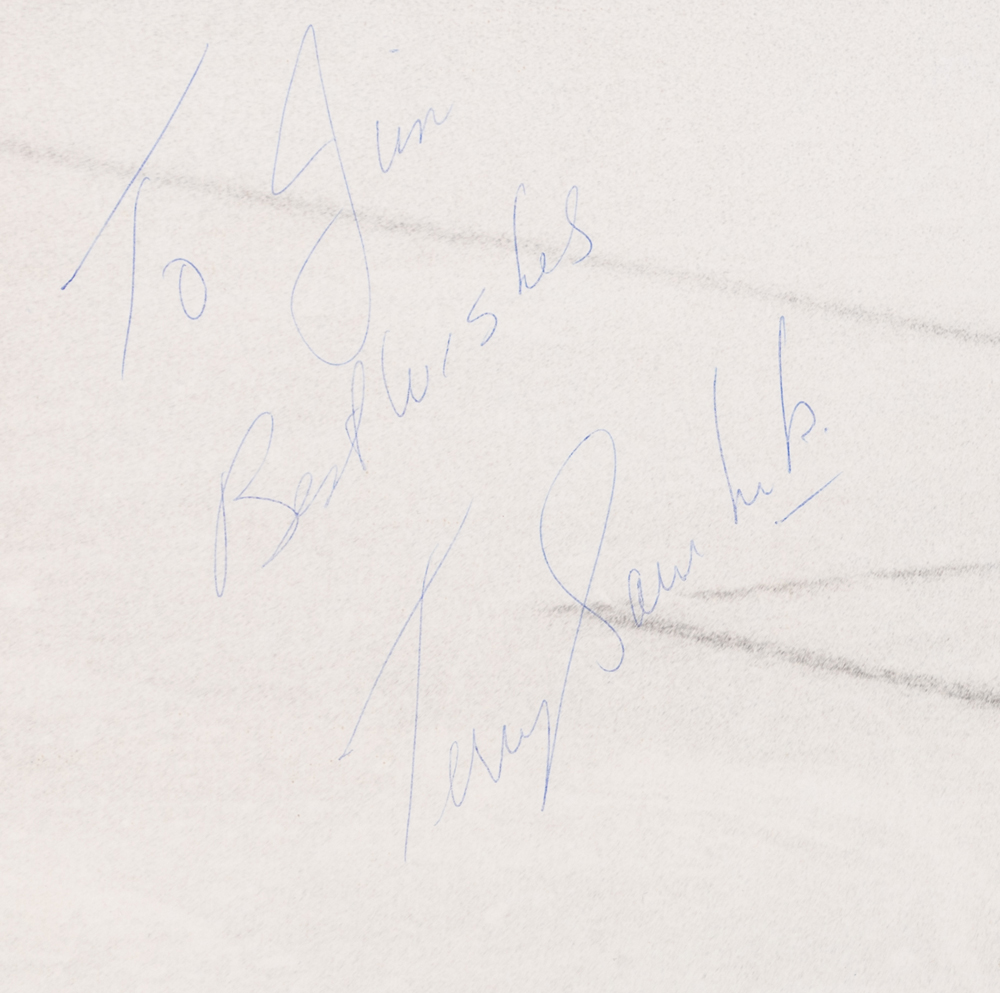 To Jim
Best wishes
Terry Sawchuk.